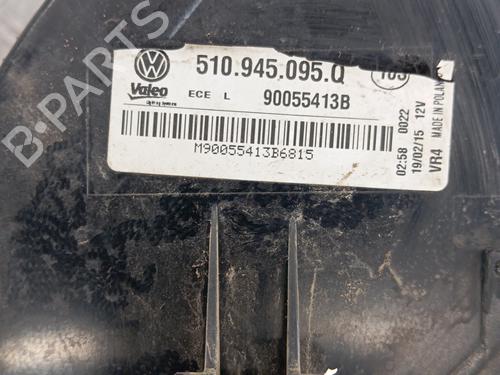 510.945.095.Q
Valeo
ECE L 90055413B
M90055413B6815
02:58 0022 12V
19/02/15
VR4 MADE IN POLAND
B-PARTS